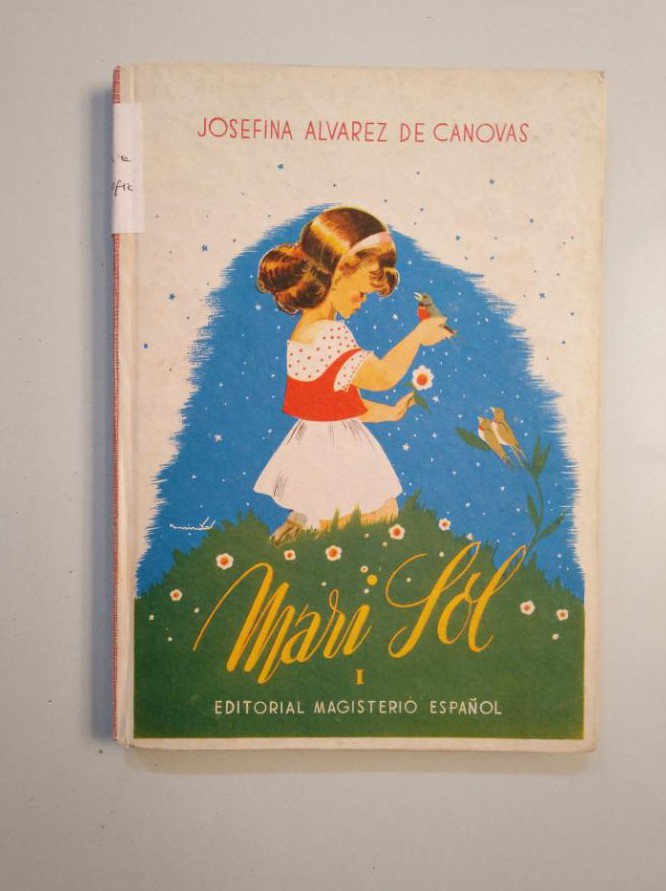 JOSEFINA ALVAREZ DE CANOVAS
Mari Sol
I
EDITORIAL MAGISTERIO ESPAÑOL